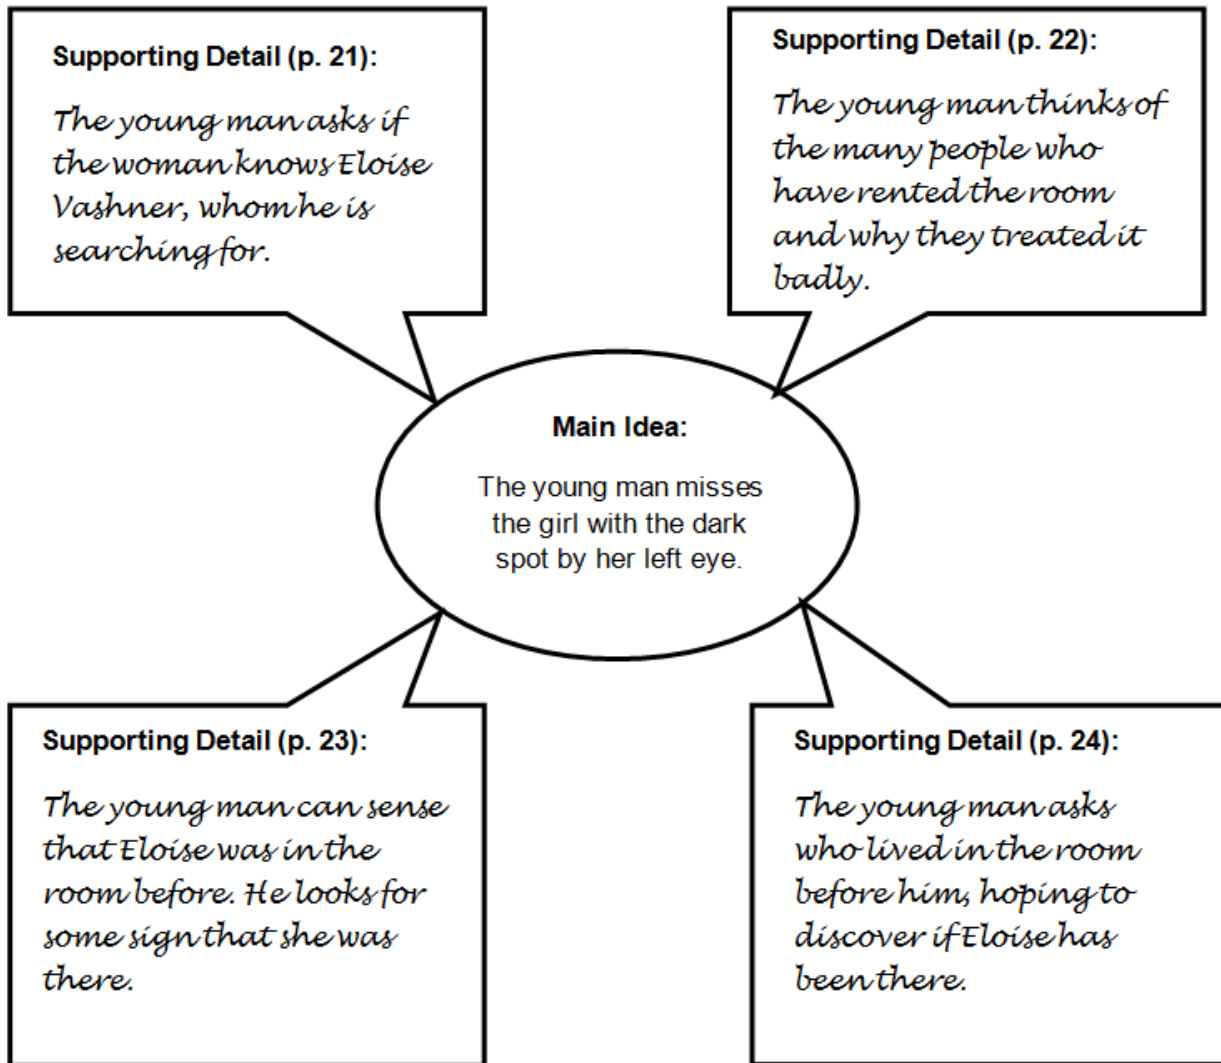 Supporting Detail (p. 21):
The young man asks if
the woman knows Eloise
Vashner, whom he is
searching for.
Supporting Detail (p. 22):
The young man thinks of
the many people who
have rented the room
and why they treated it
badly.
Main Idea:
The young man misses
the girl with the dark
spot by her left eye.
Supporting Detail (p. 23):
The young man can sense
that Eloise was in the
room before. He looks for
some sign that she was
there.
Supporting Detail (p. 24):
The young man asks
who lived in the room
before him, hoping to
discover if Eloise has
been there.